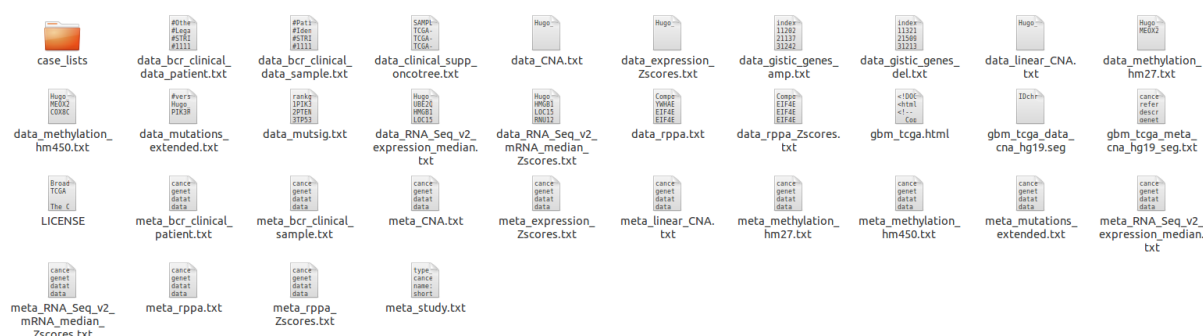 case_lists
data_bcr_clinical_
data_patient.txt
data_bcr_clinical_
data_sample.txt
data_clinical_supp_
oncotree.txt
data_CNA.txt
data_expression_
Zscores.txt
data_gistic_genes_
amp.txt
data_gistic_genes_
del.txt
data_linear_CNA.
txt
data_methylation_
hm27.txt
data_methylation_
hm450.txt
data_mutations_
extended.txt
data_mutsig.txt
data_RNA_Seq_v2_
expression_median.
txt
data_RNA_Seq_v2_
mRNA_median_
Zscores.txt
data_rppa.txt
data_rppa_Zscores.
txt
gbm_tcga.html
gbm_tcga_data_
cna_hg19.seg
gbm_tcga_meta_
cna_hg19_seg.txt
LICENSE
meta_bcr_clinical_
patient.txt
meta_bcr_clinical_
sample.txt
meta_CNA.txt
meta_expression_
Zscores.txt
meta_linear_CNA.
txt
meta_methylation_
hm27.txt
meta_methylation_
hm450.txt
meta_mutations_
extended.txt
meta_RNA_Seq_v2_
expression_median.
txt
meta_RNA_Seq_v2_
mRNA_median_
Zscores.txt
meta_rppa.txt
meta_rppa_
Zscores.txt
meta_study.txt